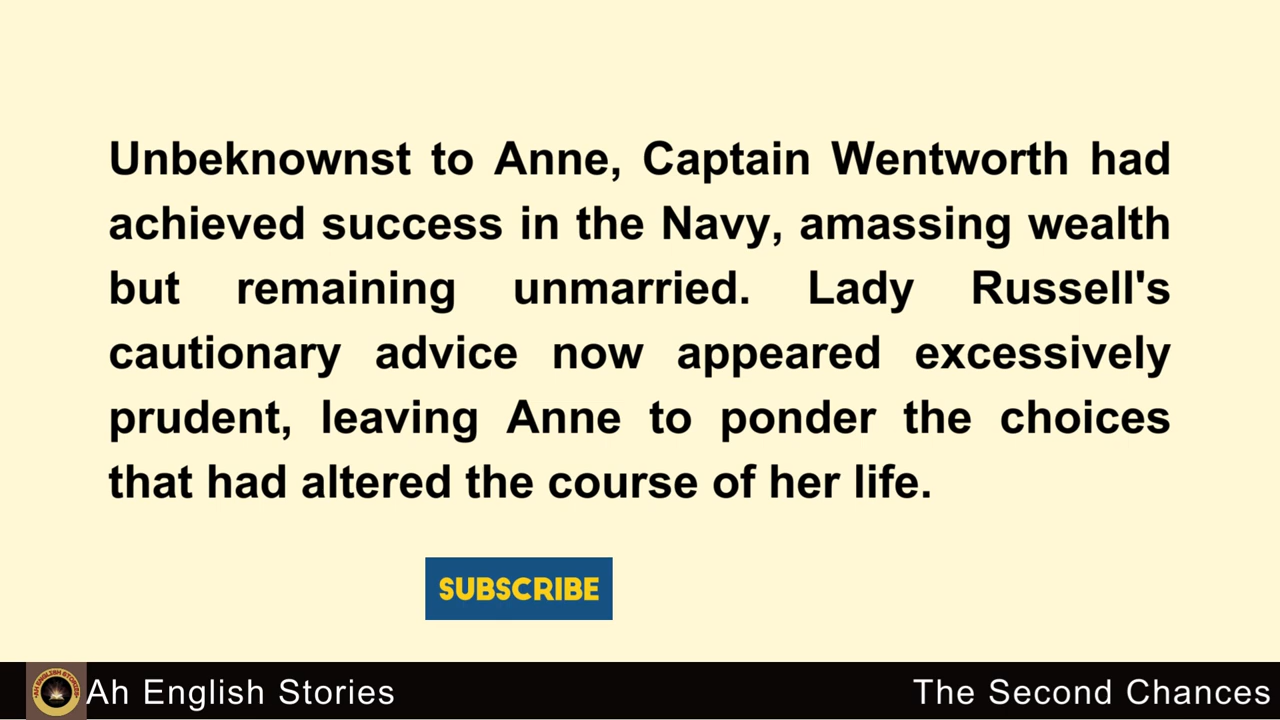 Unbeknownst to Anne, Captain Wentworth had
achieved success in the Navy, amassing wealth
but remaining unmarried. Lady Russell's
cautionary advice now appeared excessively
prudent, leaving Anne to ponder the choices
that had altered the course of her life.
SUBSCRIBE
Ah English Stories
The Second Chances